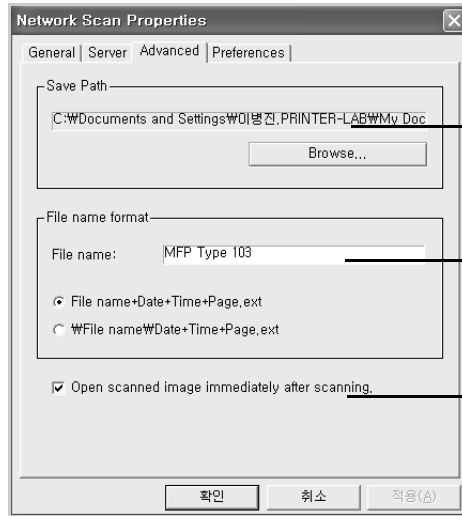 Network Scan Properties
General Server Advanced Preferences
Save Path
C:₩Documents and Settings₩이병진.PRINTER-LAB₩My Doc
Browse...
File name format
File name: MFP Type 103
File name+Date+Time+Page.ext
₩File name₩Date+Time+Page.ext
Open scanned image immediately after scanning.
확인 취소 적용(A)